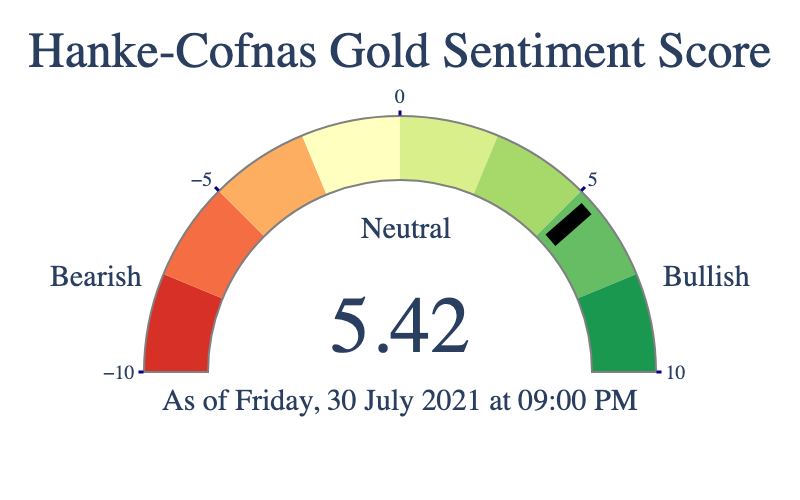 Hanke-Cofnas Gold Sentiment Score
0
−5
5
Neutral
Bearish
Bullish
5.42
−10
10
As of Friday, 30 July 2021 at 09:00 PM